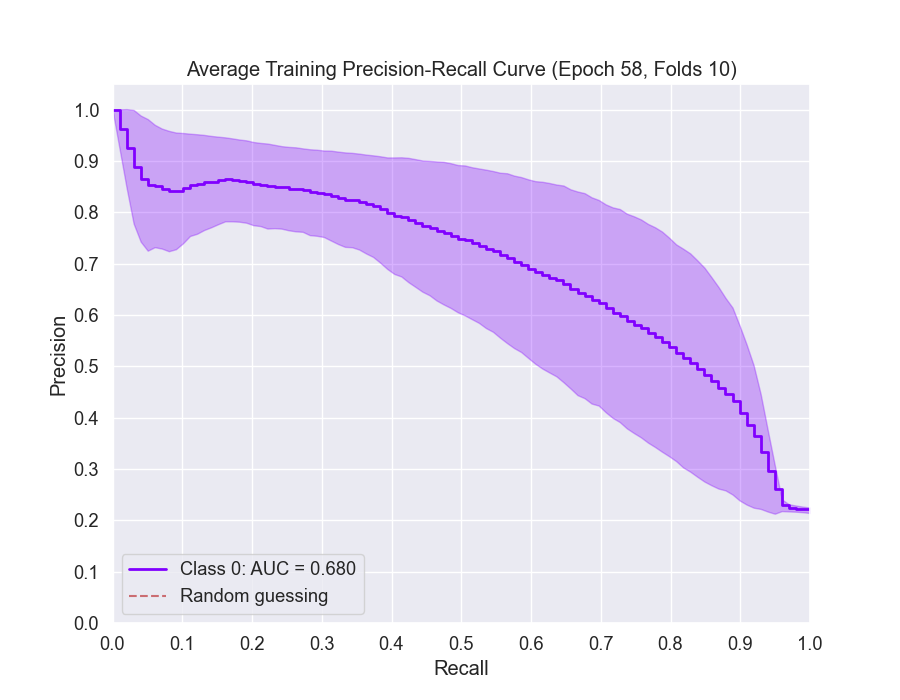 Average Training Precision-Recall Curve (Epoch 58, Folds 10)
1.0
0.9
0.8
0.7
0.6
0.5
0.4
0.3
0.2
0.1
0.0
Precision
Class 0: AUC = 0.680
Random guessing
0.0 0.1 0.2 0.3 0.4 0.5 0.6 0.7 0.8 0.9 1.0
Recall